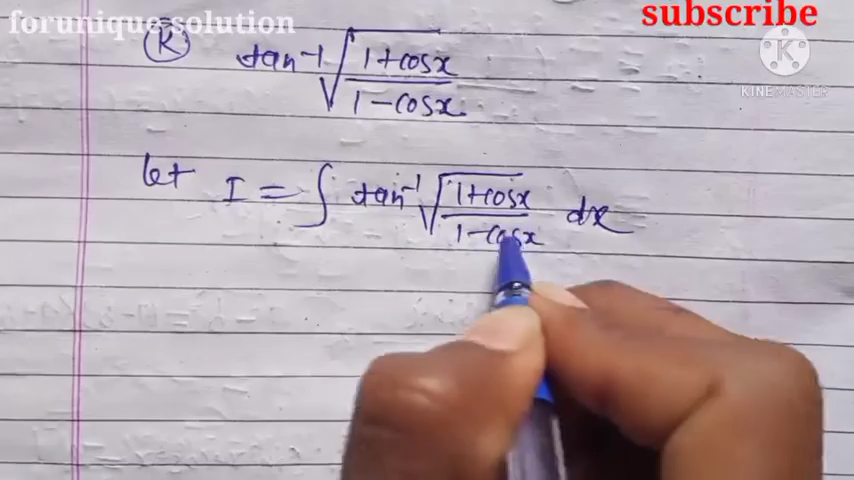 forunique solution
subscribe
KINEMASTER
(K) tan⁻¹ √((1+cosx)/(1-cosx))
let I = ∫ tan⁻¹ √((1+cosx)/(1-cosx)) dx